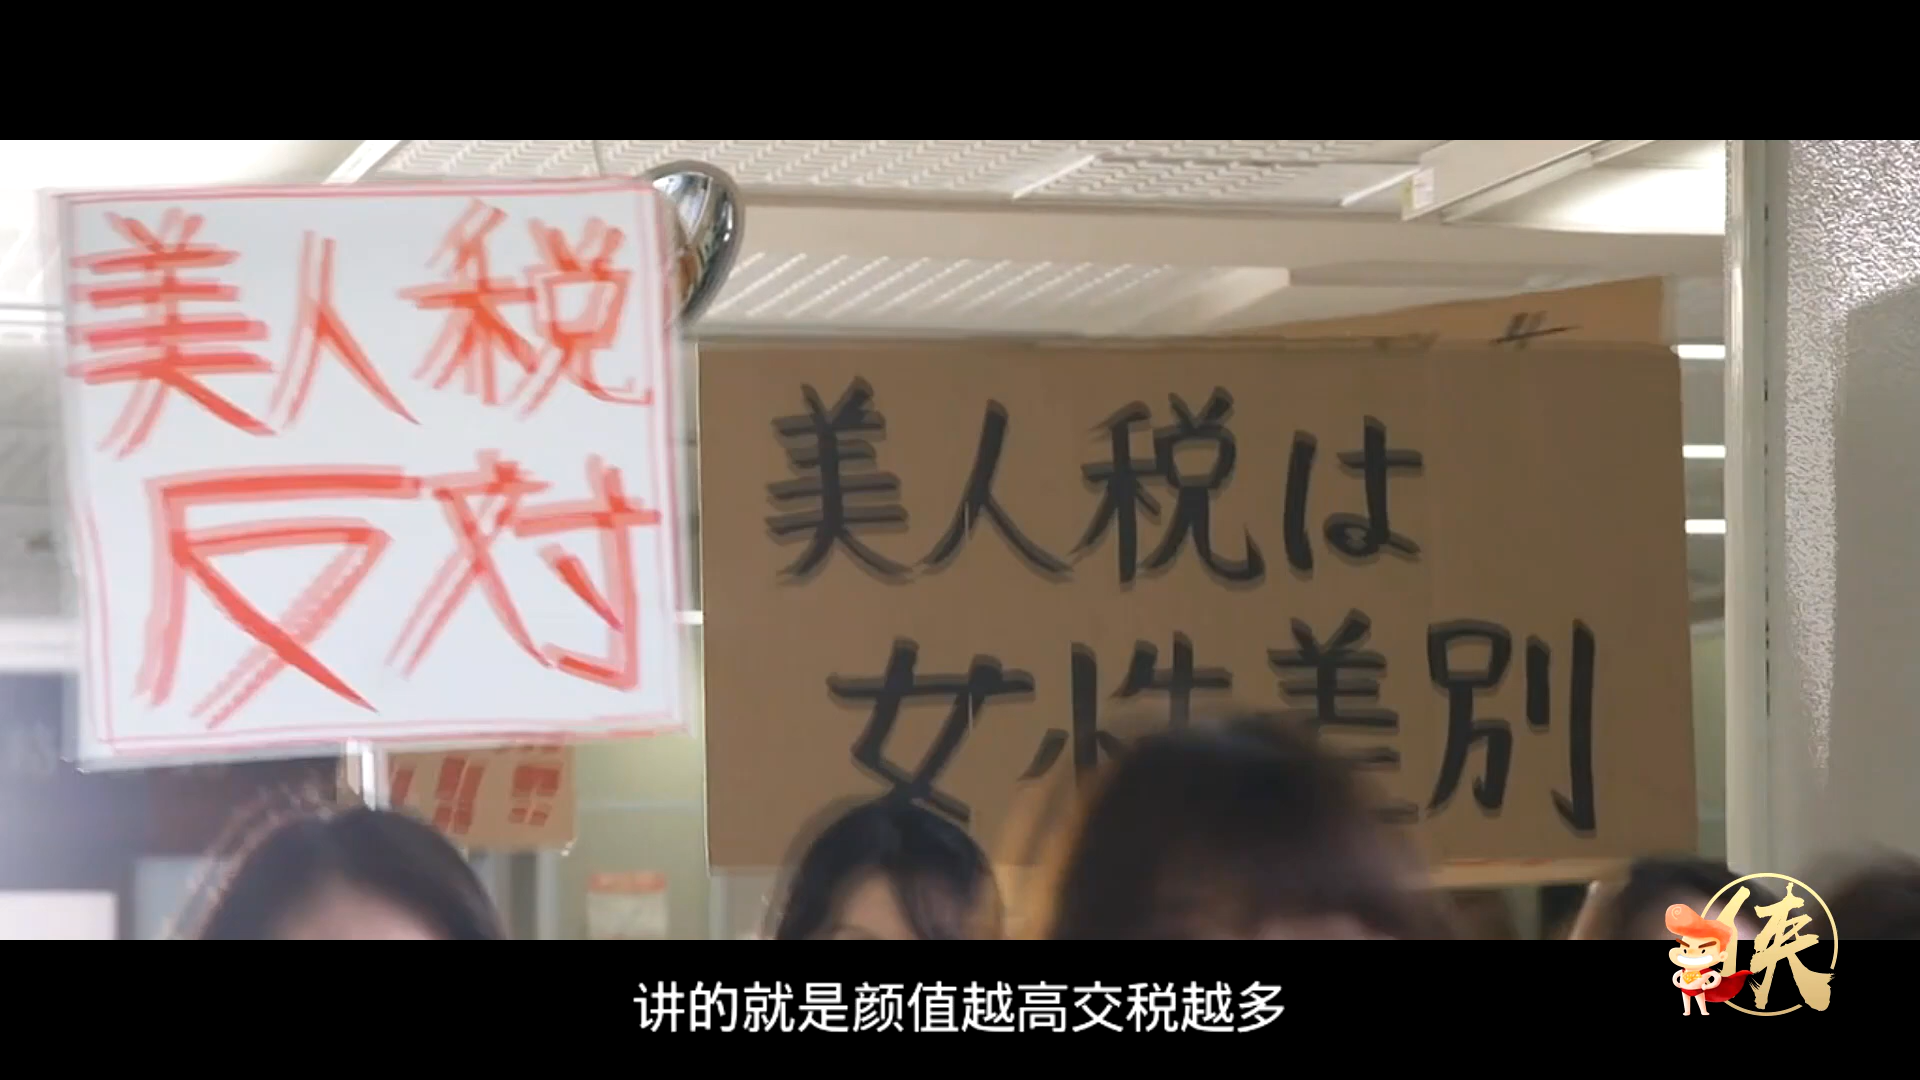 美人税
反対
美人税は
女性差別
讲的就是颜值越高交税越多
侠